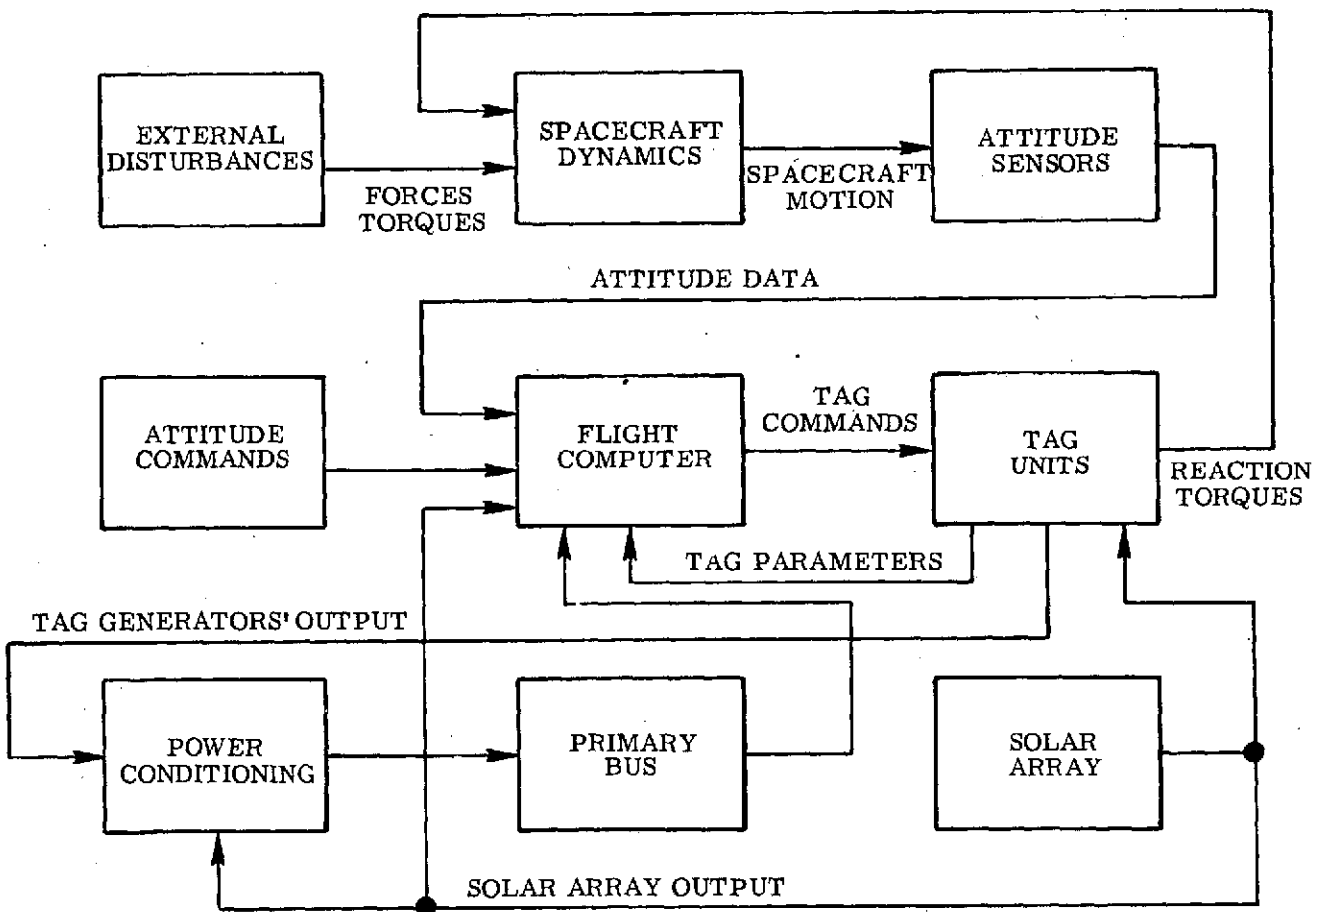 EXTERNAL
DISTURBANCES
FORCES
TORQUES
SPACECRAFT
DYNAMICS
SPACECRAFT
MOTION
ATTITUDE
SENSORS
ATTITUDE DATA
ATTITUDE
COMMANDS
FLIGHT
COMPUTER
TAG
COMMANDS
TAG
UNITS
REACTION
TORQUES
TAG PARAMETERS
TAG GENERATORS' OUTPUT
POWER
CONDITIONING
PRIMARY
BUS
SOLAR
ARRAY
SOLAR ARRAY OUTPUT